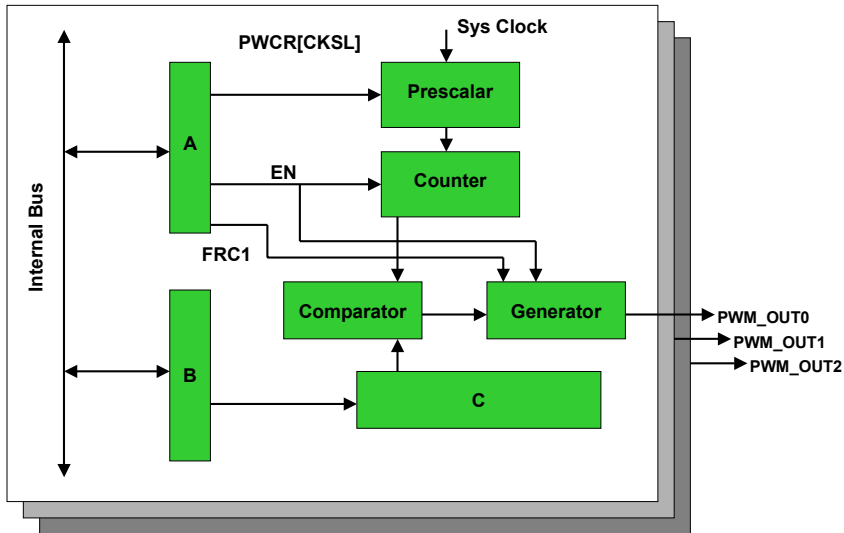 Sys Clock
PWCR[CKSL]
Prescalar
A
EN
Counter
Internal Bus
FRC1
Comparator
Generator
PWM_OUT0
PWM_OUT1
PWM_OUT2
B
C